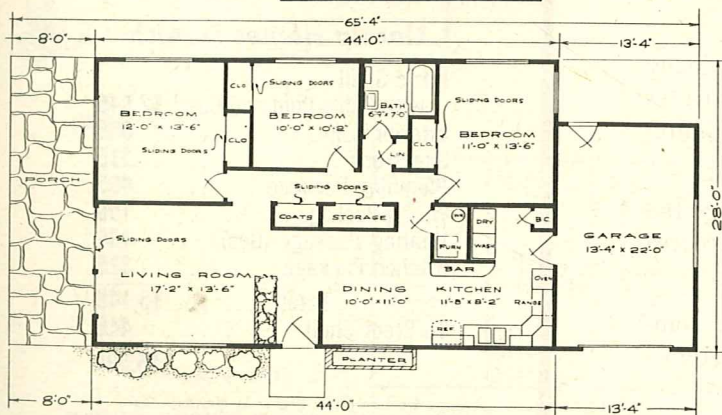 65'-4"
8'-0"
44'-0"
13'-4"
BEDROOM
12'-0" x 13'-6"
SLIDING DOORS
CLO
CLO
SLIDING DOORS
BEDROOM
10'-0" x 10'-2"
BATH
6'-9" x 7'-0"
LIN
CLO.
SLIDING DOORS
BEDROOM
11'-0" x 13'-6"
PORCH
SLIDING DOORS
COATS
STORAGE
WH
FURN
DRY
WASH
B.C
GARAGE
13'-4" x 22'-0"
28'-0"
SLIDING DOORS
LIVING ROOM
17'-2" x 13'-6"
DINING
10'-0" x 11'-0"
BAR
KITCHEN
11'-8" x 8'-2"
OVEN
RANGE
REF
PLANTER
8'-0"
44'-0"
13'-4"